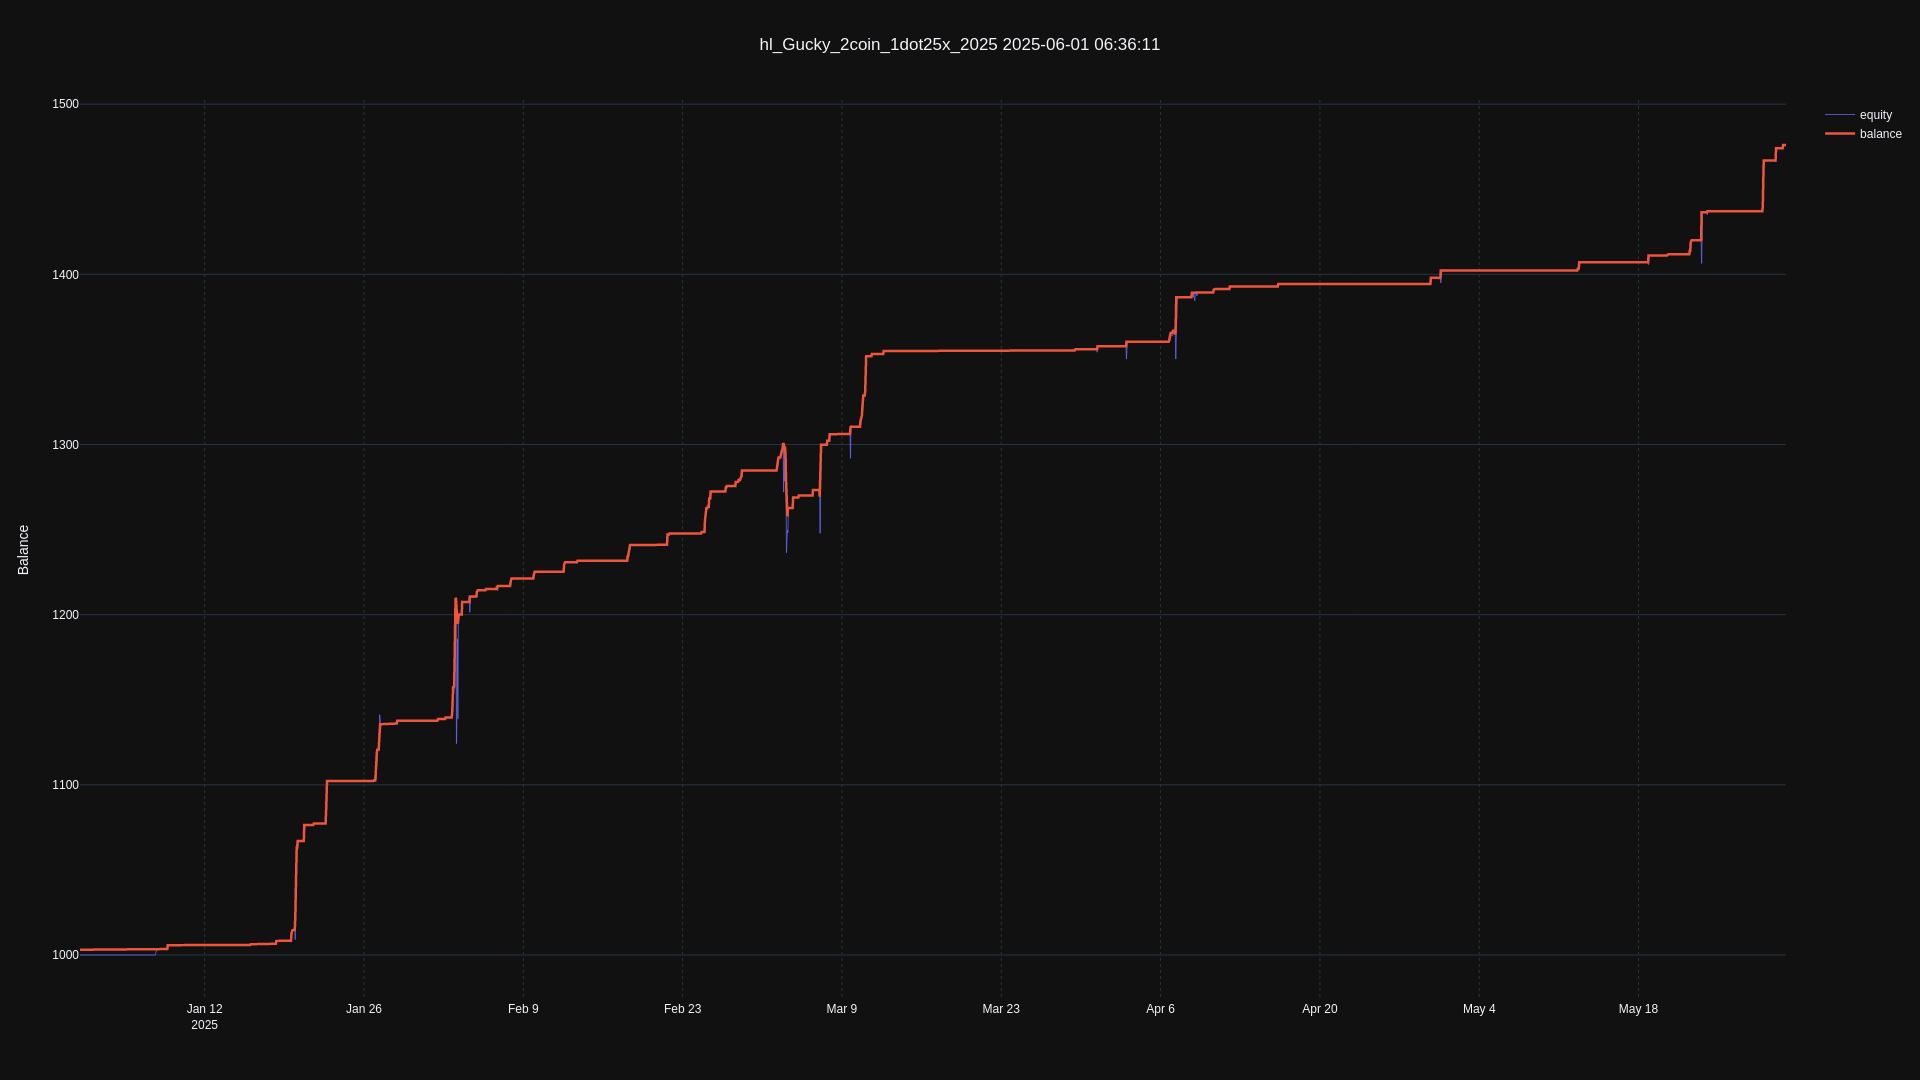 hl_Gucky_2coin_1dot25x_2025 2025-06-01 06:36:11
1500
1400
1300
1200
1100
1000
Balance
equity
balance
Jan 12
2025
Jan 26
Feb 9
Feb 23
Mar 9
Mar 23
Apr 6
Apr 20
May 4
May 18